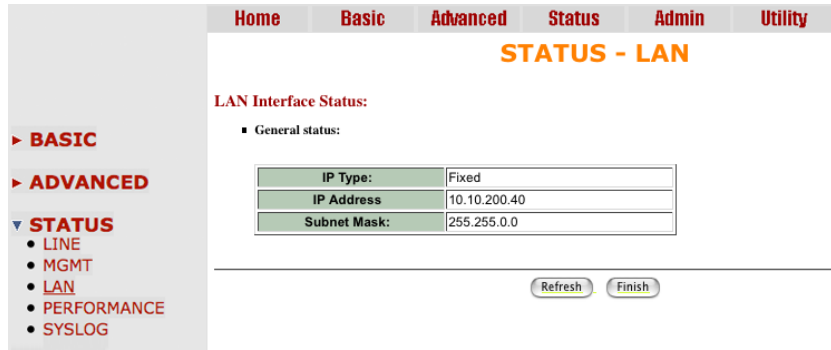 Home Basic Advanced Status Admin Utility
STATUS - LAN
LAN Interface Status:
General status:
IP Type: Fixed
IP Address 10.10.200.40
Subnet Mask: 255.255.0.0
Refresh Finish
BASIC
ADVANCED
STATUS
LINE
MGMT
LAN
PERFORMANCE
SYSLOG